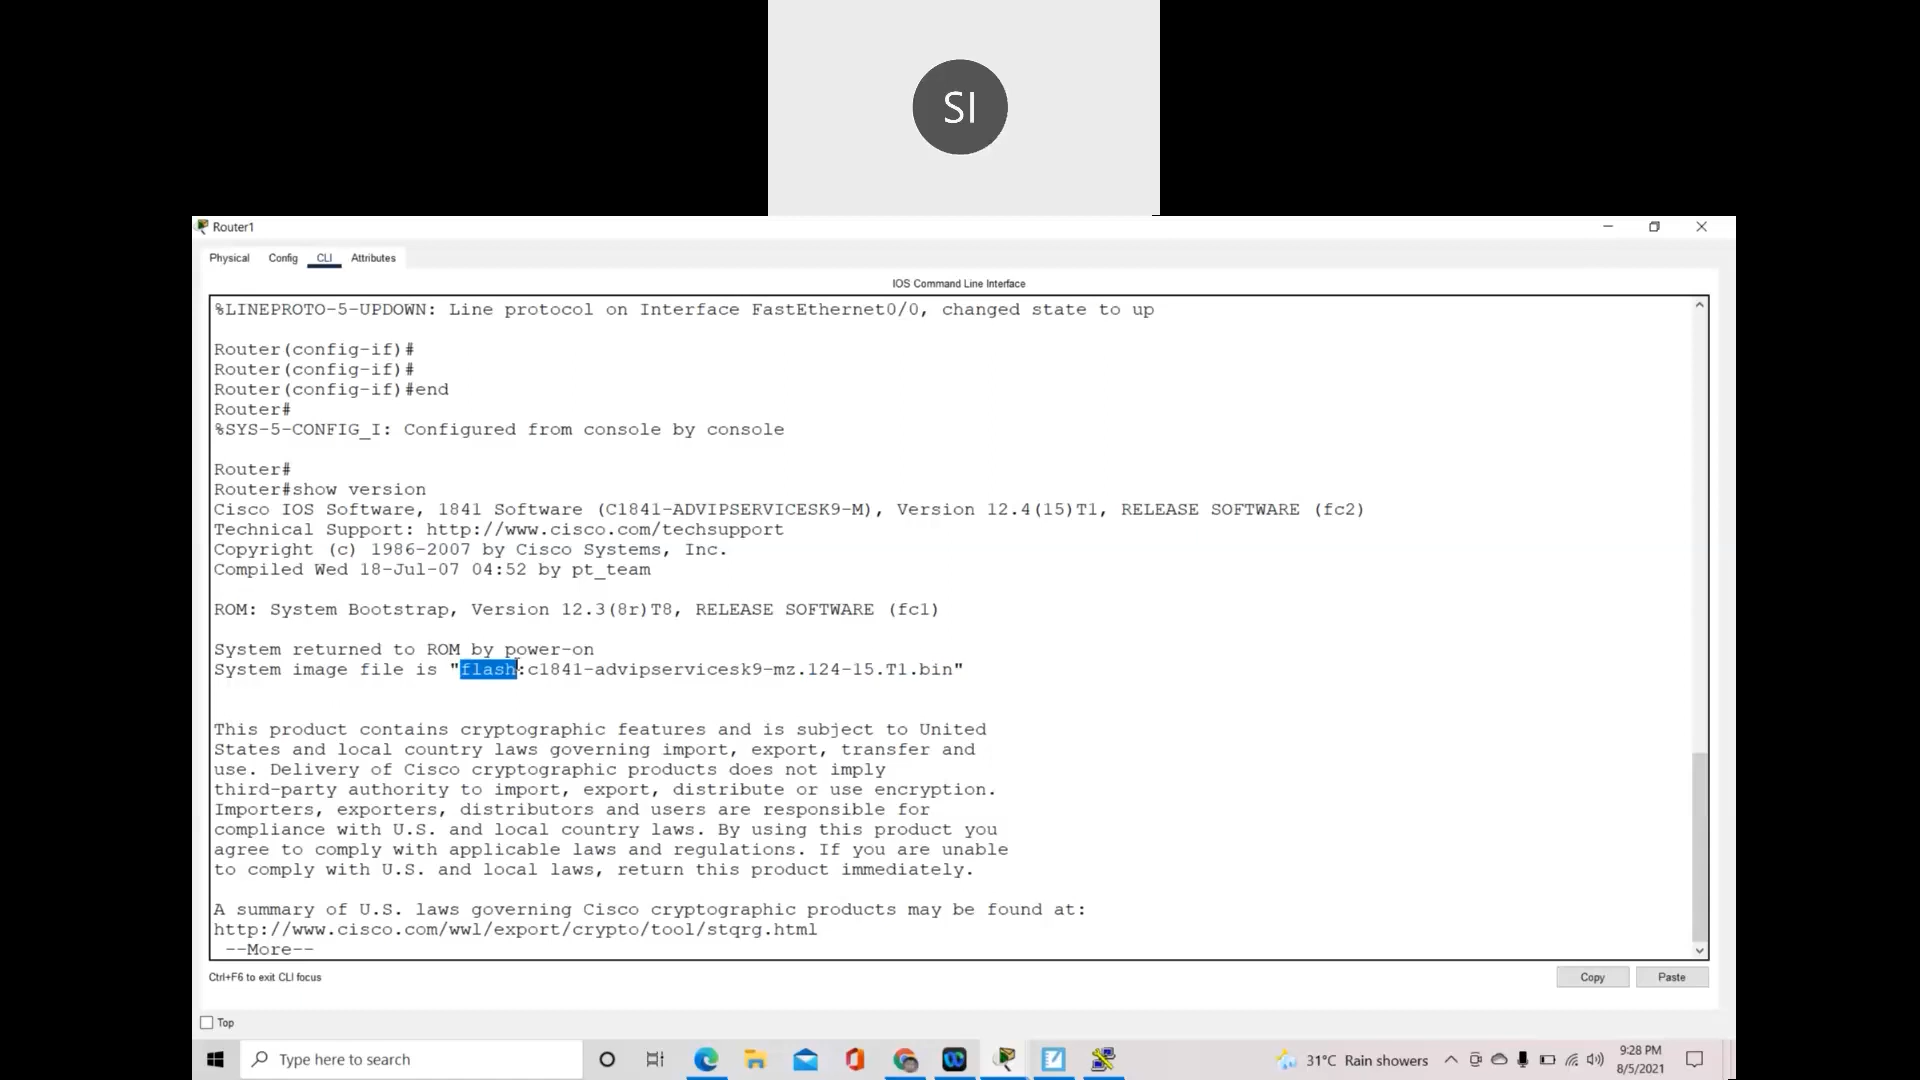 SI
Router1
Physical Config CLI Attributes
IOS Command Line Interface
%LINEPROTO-5-UPDOWN: Line protocol on Interface FastEthernet0/0, changed state to up
Router(config-if)#
Router(config-if)#
Router(config-if)#end
Router#
%SYS-5-CONFIG_I: Configured from console by console
Router#
Router#show version
Cisco IOS Software, 1841 Software (C1841-ADVIPSERVICESK9-M), Version 12.4(15)T1, RELEASE SOFTWARE (fc2)
Technical Support: http://www.cisco.com/techsupport
Copyright (c) 1986-2007 by Cisco Systems, Inc.
Compiled Wed 18-Jul-07 04:52 by pt_team
ROM: System Bootstrap, Version 12.3(8r)T8, RELEASE SOFTWARE (fc1)
System returned to ROM by power-on
System image file is "flash:c1841-advipservicesk9-mz.124-15.T1.bin"
This product contains cryptographic features and is subject to United
States and local country laws governing import, export, transfer and
use. Delivery of Cisco cryptographic products does not imply
third-party authority to import, export, distribute or use encryption.
Importers, exporters, distributors and users are responsible for
compliance with U.S. and local country laws. By using this product you
agree to comply with applicable laws and regulations. If you are unable
to comply with U.S. and local laws, return this product immediately.
A summary of U.S. laws governing Cisco cryptographic products may be found at:
http://www.cisco.com/wwl/export/crypto/tool/stqrg.html
--More--
Ctrl+F6 to exit CLI focus
Copy Paste
Top
Type here to search
31°C Rain showers
9:28 PM
8/5/2021